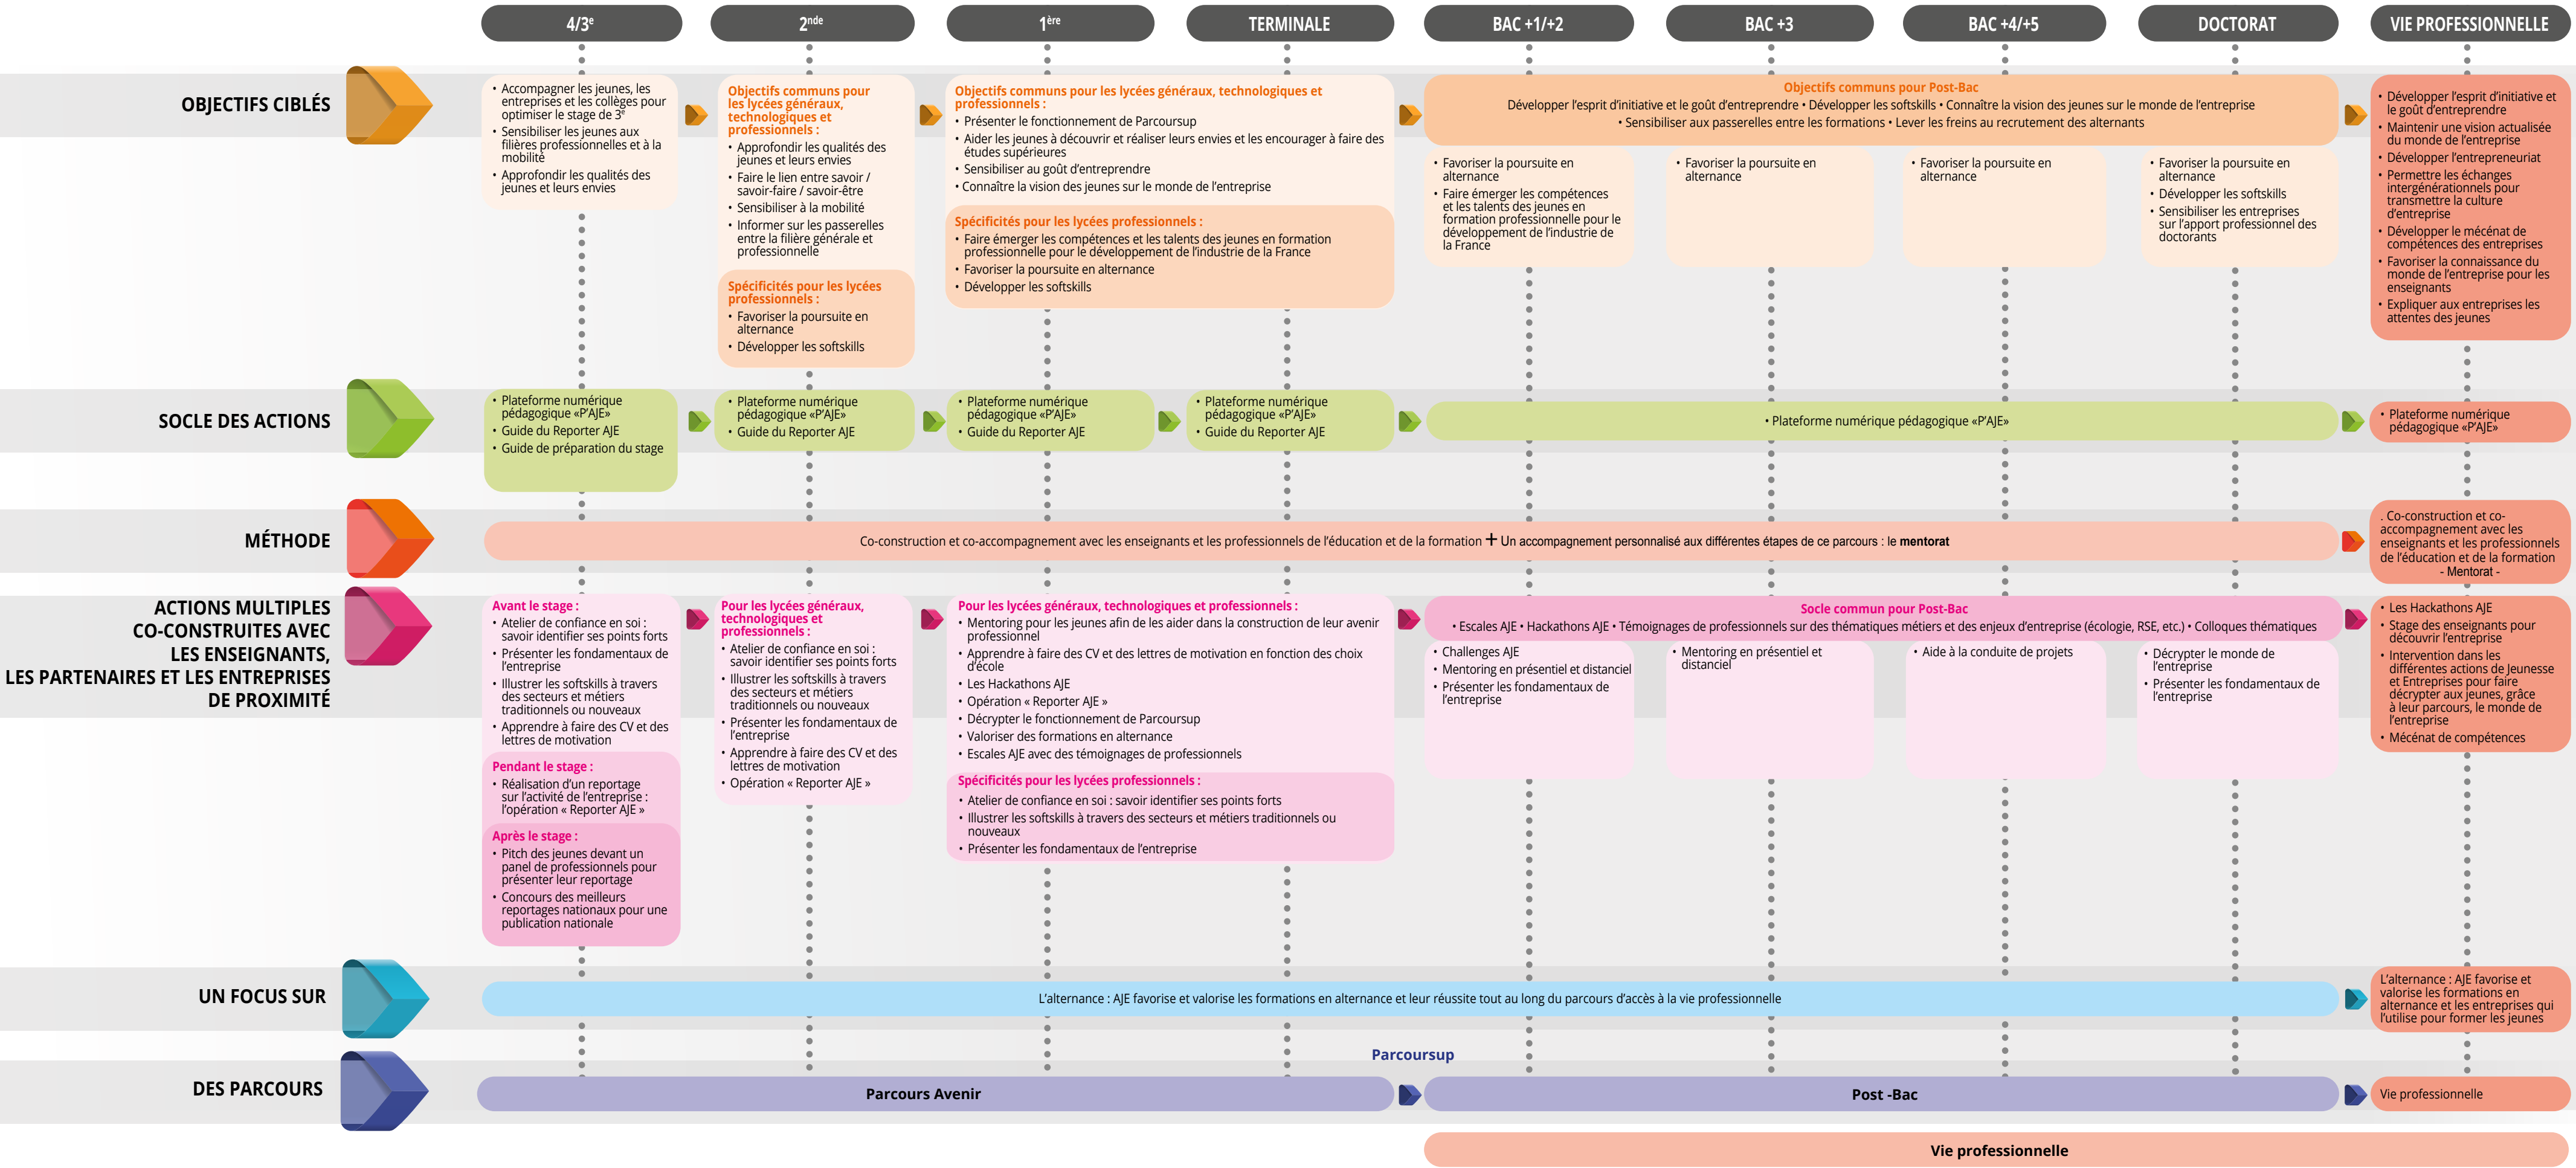 4/3e
2nde
1ère
TERMINALE
BAC +1/+2
BAC +3
BAC +4/+5
DOCTORAT
VIE PROFESSIONNELLE
OBJECTIFS CIBLÉS
• Accompagner les jeunes, les
entreprises et les collèges pour
optimiser le stage de 3e
• Sensibiliser les jeunes aux
filières professionnelles et à la
mobilité
• Approfondir les qualités des
jeunes et leurs envies
Objectifs communs pour
les lycées généraux,
technologiques et
professionnels :
• Approfondir les qualités des
jeunes et leurs envies
• Faire le lien entre savoir /
savoir-faire / savoir-être
• Sensibiliser à la mobilité
• Informer sur les passerelles
entre la filière générale et
professionnelle
Spécificités pour les lycées
professionnels :
• Favoriser la poursuite en
alternance
• Développer les softskills
Objectifs communs pour les lycées généraux, technologiques et
professionnels :
• Présenter le fonctionnement de Parcoursup
• Aider les jeunes à découvrir et réaliser leurs envies et les encourager à faire des
études supérieures
• Sensibiliser au goût d'entreprendre
• Connaître la vision des jeunes sur le monde de l'entreprise
Spécificités pour les lycées professionnels :
• Faire émerger les compétences et les talents des jeunes en formation
professionnelle pour le développement de l'industrie de la France
• Favoriser la poursuite en alternance
• Développer les softskills
Objectifs communs pour Post-Bac
Développer l'esprit d'initiative et le goût d'entreprendre • Développer les softskills • Connaître la vision des jeunes sur le monde de l'entreprise
• Sensibiliser aux passerelles entre les formations • Lever les freins au recrutement des alternants
• Favoriser la poursuite en
alternance
• Faire émerger les compétences
et les talents des jeunes en
formation professionnelle pour le
développement de l'industrie de
la France
• Favoriser la poursuite en
alternance
• Favoriser la poursuite en
alternance
• Favoriser la poursuite en
alternance
• Développer les softskills
• Sensibiliser les entreprises
sur l'apport professionnel des
doctorants
• Développer l'esprit d'initiative et
le goût d'entreprendre
• Maintenir une vision actualisée
du monde de l'entreprise
• Développer l'entrepreneuriat
• Permettre les échanges
intergénérationnels pour
transmettre la culture
d'entreprise
• Développer le mécénat de
compétences des entreprises
• Favoriser la connaissance du
monde de l'entreprise pour les
enseignants
• Expliquer aux entreprises les
attentes des jeunes
SOCLE DES ACTIONS
• Plateforme numérique
pédagogique «P'AJE»
• Guide du Reporter AJE
• Guide de préparation du stage
• Plateforme numérique
pédagogique «P'AJE»
• Guide du Reporter AJE
• Plateforme numérique
pédagogique «P'AJE»
• Guide du Reporter AJE
• Plateforme numérique
pédagogique «P'AJE»
• Guide du Reporter AJE
• Plateforme numérique pédagogique «P'AJE»
• Plateforme numérique
pédagogique «P'AJE»
MÉTHODE
Co-construction et co-accompagnement avec les enseignants et les professionnels de l'éducation et de la formation + Un accompagnement personnalisé aux différentes étapes de ce parcours : le mentorat
. Co-construction et co-
accompagnement avec les
enseignants et les professionnels
de l'éducation et de la formation
- Mentorat -
ACTIONS MULTIPLES
CO-CONSTRUITES AVEC
LES ENSEIGNANTS,
LES PARTENAIRES ET LES ENTREPRISES
DE PROXIMITÉ
Avant le stage :
• Atelier de confiance en soi :
savoir identifier ses points forts
• Présenter les fondamentaux de
l'entreprise
• Illustrer les softskills à travers
des secteurs et métiers
traditionnels ou nouveaux
• Apprendre à faire des CV et des
lettres de motivation
Pendant le stage :
• Réalisation d'un reportage
sur l'activité de l'entreprise :
l'opération « Reporter AJE »
Après le stage :
• Pitch des jeunes devant un
panel de professionnels pour
présenter leur reportage
• Concours des meilleurs
reportages nationaux pour une
publication nationale
Pour les lycées généraux,
technologiques et
professionnels :
• Atelier de confiance en soi :
savoir identifier ses points forts
• Illustrer les softskills à travers
des secteurs et métiers
traditionnels ou nouveaux
• Présenter les fondamentaux de
l'entreprise
• Apprendre à faire des CV et des
lettres de motivation
• Opération « Reporter AJE »
Pour les lycées généraux, technologiques et professionnels :
• Mentoring pour les jeunes afin de les aider dans la construction de leur avenir
professionnel
• Apprendre à faire des CV et des lettres de motivation en fonction des choix
d'école
• Les Hackathons AJE
• Opération « Reporter AJE »
• Décrypter le fonctionnement de Parcoursup
• Valoriser des formations en alternance
• Escales AJE avec des témoignages de professionnels
Spécificités pour les lycées professionnels :
• Atelier de confiance en soi : savoir identifier ses points forts
• Illustrer les softskills à travers des secteurs et métiers traditionnels ou
nouveaux
• Présenter les fondamentaux de l'entreprise
Socle commun pour Post-Bac
• Escales AJE • Hackathons AJE • Témoignages de professionnels sur des thématiques métiers et des enjeux d'entreprise (écologie, RSE, etc.) • Colloques thématiques
• Challenges AJE
• Mentoring en présentiel et distanciel
• Présenter les fondamentaux de
l'entreprise
• Mentoring en présentiel et
distanciel
• Aide à la conduite de projets
• Décrypter le monde de
l'entreprise
• Présenter les fondamentaux de
l'entreprise
• Les Hackathons AJE
• Stage des enseignants pour
découvrir l'entreprise
• Intervention dans les
différentes actions de Jeunesse
et Entreprises pour faire
décrypter aux jeunes, grâce
à leur parcours, le monde de
l'entreprise
• Mécénat de compétences
UN FOCUS SUR
L'alternance : AJE favorise et valorise les formations en alternance et leur réussite tout au long du parcours d'accès à la vie professionnelle
L'alternance : AJE favorise et
valorise les formations en
alternance et les entreprises qui
l'utilise pour former les jeunes
Parcoursup
DES PARCOURS
Parcours Avenir
Post -Bac
Vie professionnelle
Vie professionnelle